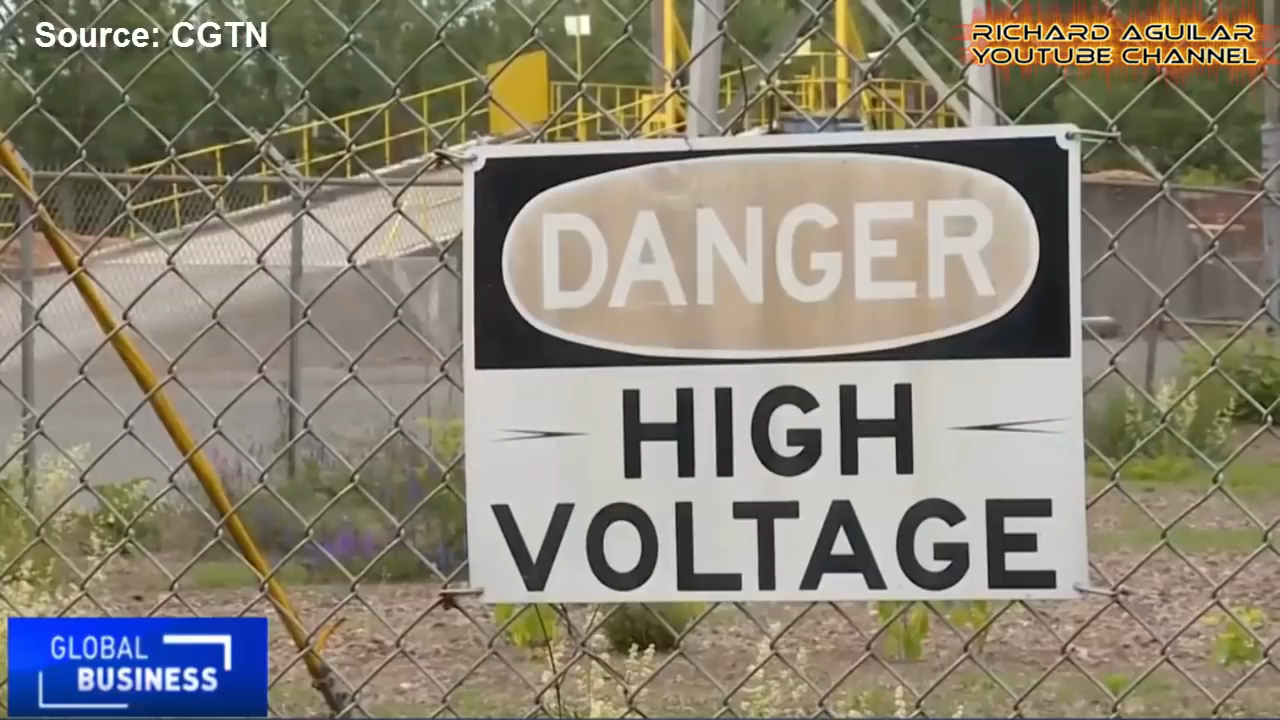 Source: CGTN
RICHARD AGUILAR
YOUTUBE CHANNEL
DANGER
HIGH
VOLTAGE
GLOBAL
BUSINESS